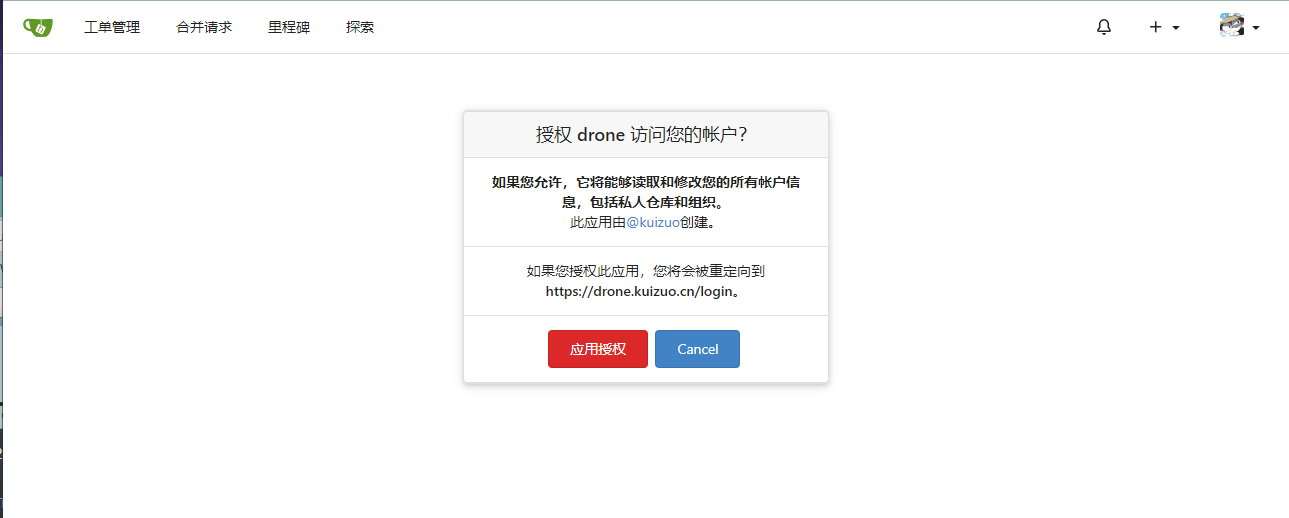 工单管理 合并请求 里程碑 探索
授权 drone 访问您的帐户？
如果您允许，它将能够读取和修改您的所有帐户信
息，包括私人仓库和组织。
此应用由@kuizuo创建。
如果您授权此应用，您将会被重定向到
https://drone.kuizuo.cn/login。
应用授权 Cancel